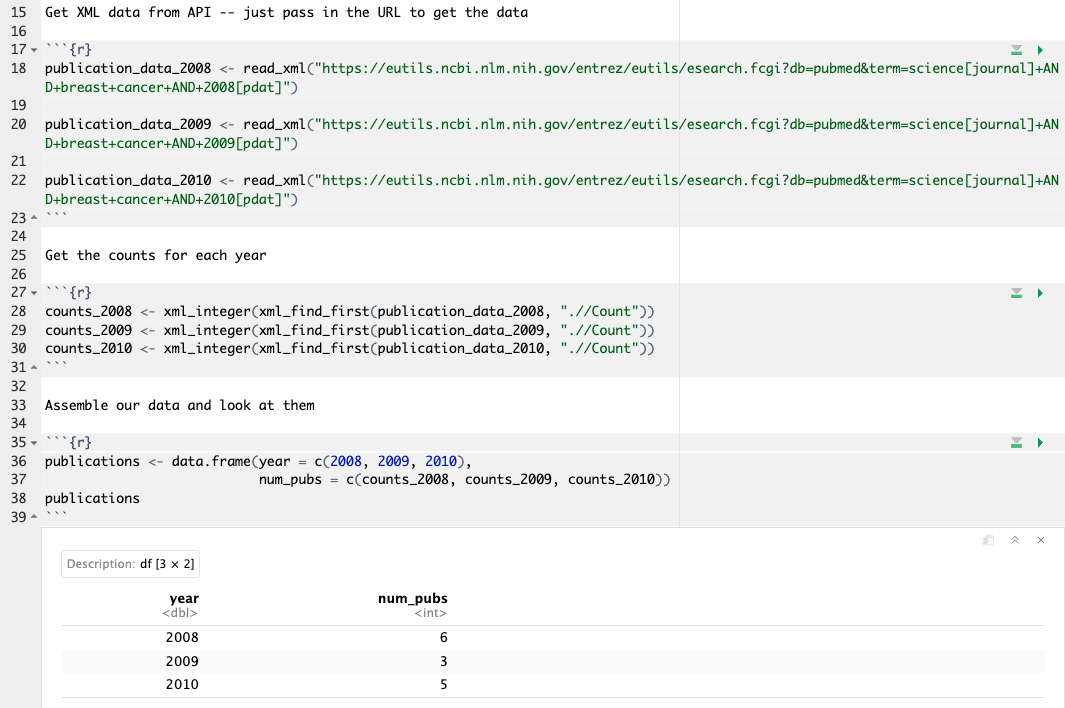 15 Get XML data from API -- just pass in the URL to get the data
16
17 ```{r}
18 publication_data_2008 <- read_xml("https://eutils.ncbi.nlm.nih.gov/entrez/eutils/esearch.fcgi?db=pubmed&term=science[journal]+AN
D+breast+cancer+AND+2008[pdat]")
19
20 publication_data_2009 <- read_xml("https://eutils.ncbi.nlm.nih.gov/entrez/eutils/esearch.fcgi?db=pubmed&term=science[journal]+AN
D+breast+cancer+AND+2009[pdat]")
21
22 publication_data_2010 <- read_xml("https://eutils.ncbi.nlm.nih.gov/entrez/eutils/esearch.fcgi?db=pubmed&term=science[journal]+AN
D+breast+cancer+AND+2010[pdat]")
23 ```
24
25 Get the counts for each year
26
27 ```{r}
28 counts_2008 <- xml_integer(xml_find_first(publication_data_2008, ".//Count"))
29 counts_2009 <- xml_integer(xml_find_first(publication_data_2009, ".//Count"))
30 counts_2010 <- xml_integer(xml_find_first(publication_data_2010, ".//Count"))
31 ```
32
33 Assemble our data and look at them
34
35 ```{r}
36 publications <- data.frame(year = c(2008, 2009, 2010),
37 num_pubs = c(counts_2008, counts_2009, counts_2010))
38 publications
39 ```
Description: df [3 × 2]
year num_pubs
<dbl> <int>
2008 6
2009 3
2010 5